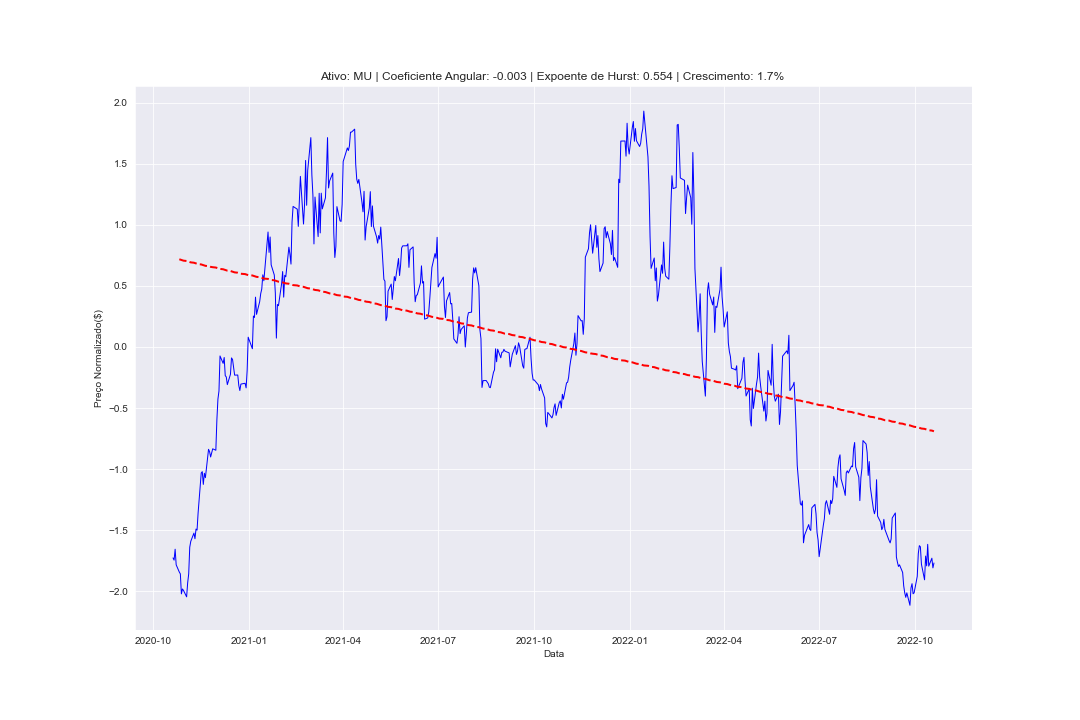 Ativo: MU | Coeficiente Angular: -0.003 | Expoente de Hurst: 0.554 | Crescimento: 1.7%
Preço Normalizado($)
2.0
1.5
1.0
0.5
0.0
−0.5
−1.0
−1.5
−2.0
2020-10 2021-01 2021-04 2021-07 2021-10 2022-01 2022-04 2022-07 2022-10
Data